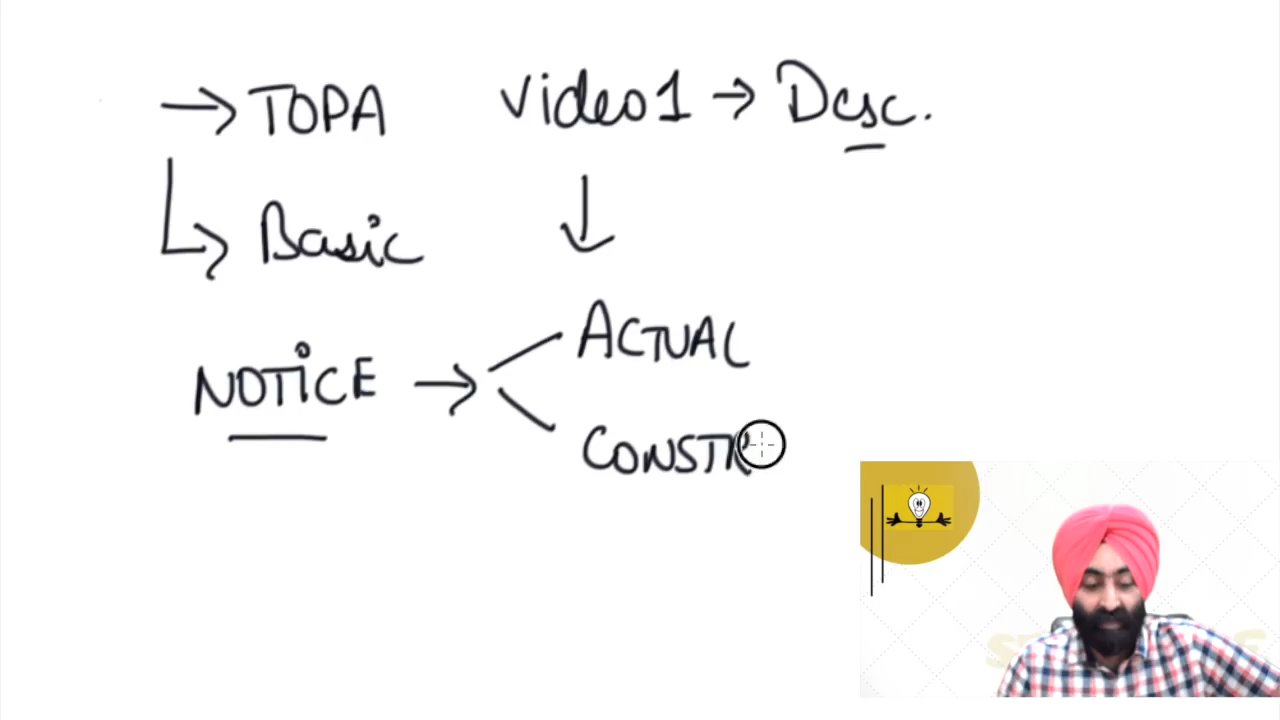 → TOPA video1 → Desc.
Basic
ACTUAL
NOTICE →
CONSTR